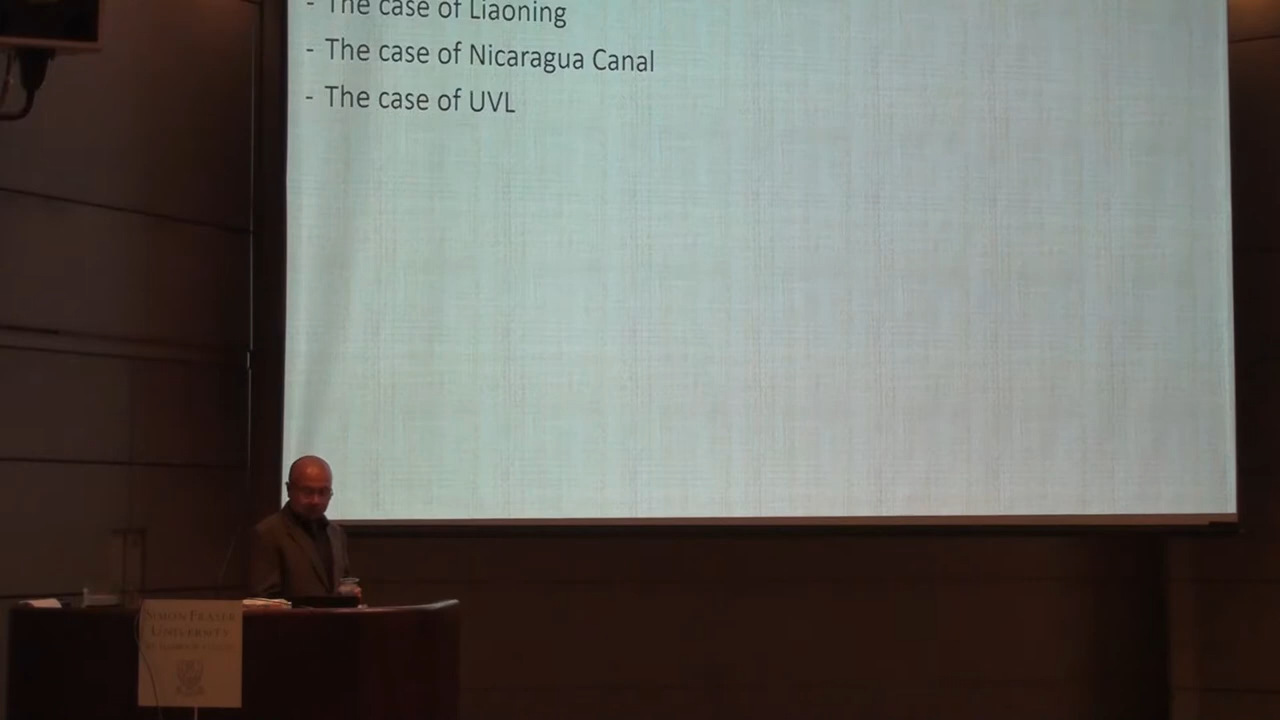 - The case of Liaoning
- The case of Nicaragua Canal
- The case of UVL
SIMON FRASER
UNIVERSITY